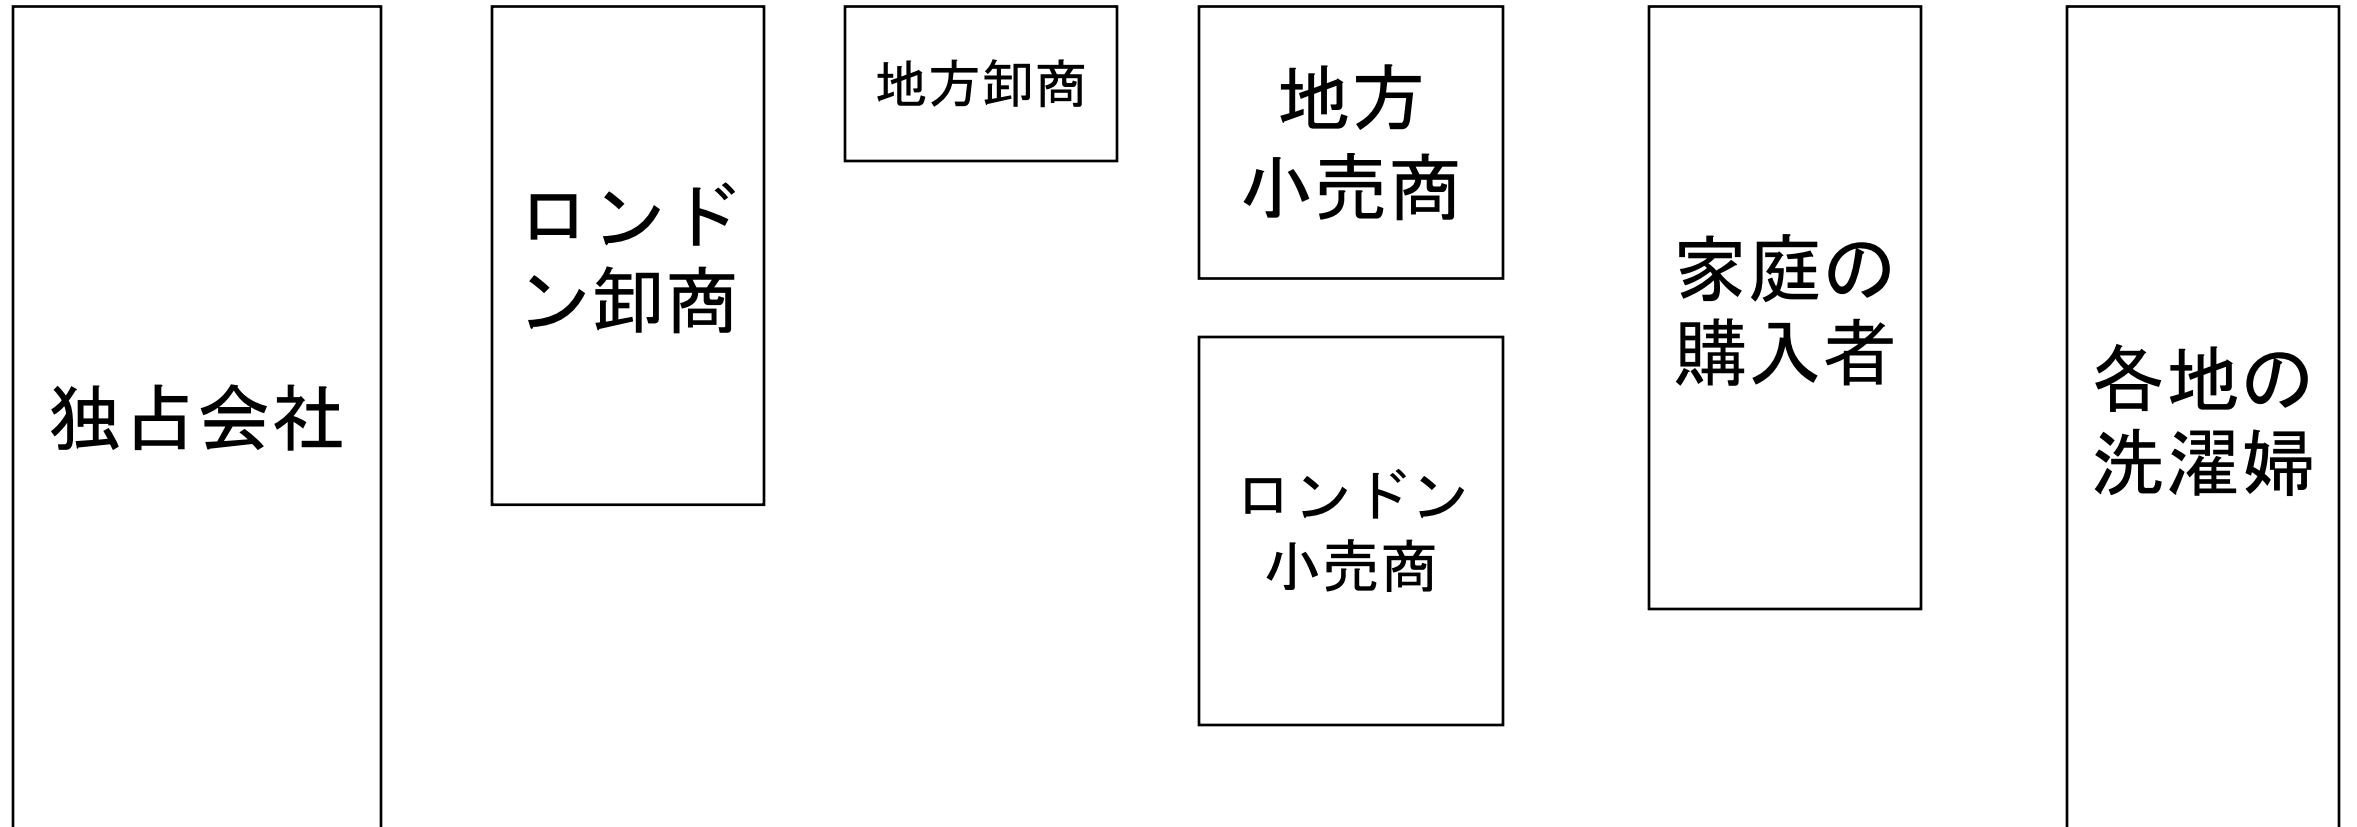 独占会社
ロンド
ン卸商
地方卸商
地方
小売商
ロンドン
小売商
家庭の
購入者
各地の
洗濯婦